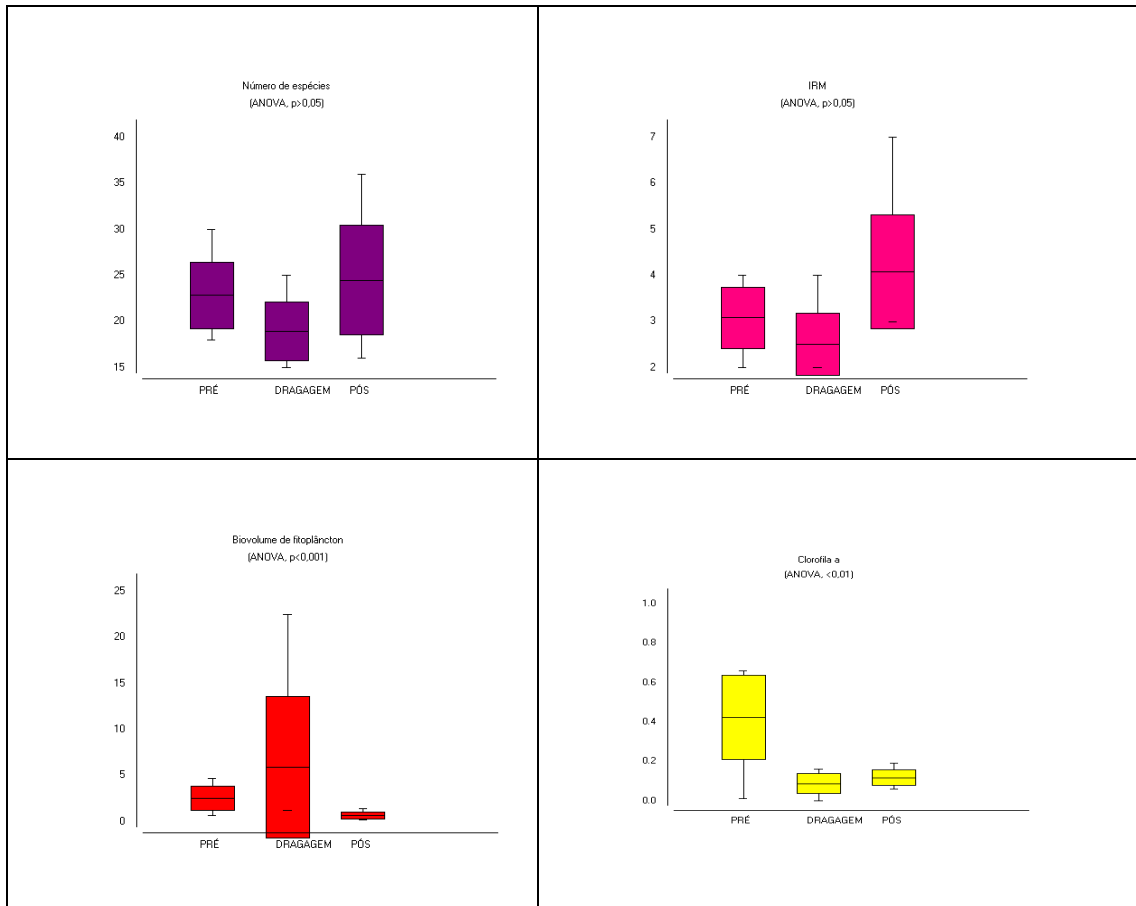 Número de espécies
(ANOVA, p>0,05)
40
35
30
25
20
15
PRÉ DRAGAGEM PÓS
IRM
(ANOVA, p>0,05)
7
6
5
4
3
2
PRÉ DRAGAGEM PÓS
Biovolume de fitoplâncton
(ANOVA, p<0,001)
25
20
15
10
5
0
PRÉ DRAGAGEM PÓS
Clorofila a
(ANOVA, <0,01)
1.0
0.8
0.6
0.4
0.2
0.0
PRÉ DRAGAGEM PÓS